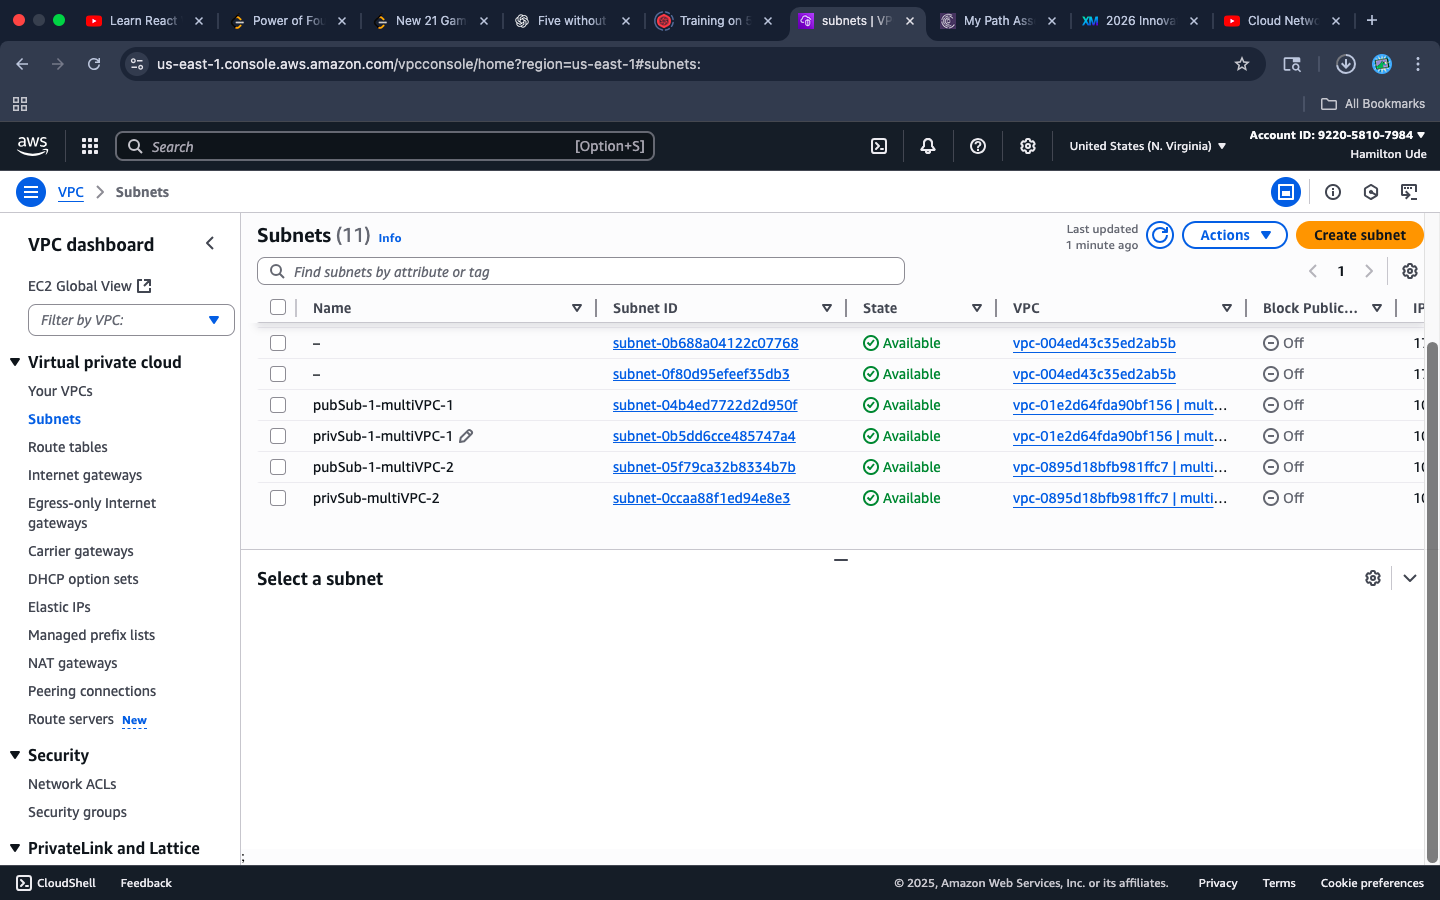 Learn React
Power of Fou
New 21 Gam
Five without
Training on 5
subnets | VP
My Path Ass
2026 Innova
Cloud Netwo
us-east-1.console.aws.amazon.com/vpcconsole/home?region=us-east-1#subnets:
All Bookmarks
aws
Search
[Option+S]
United States (N. Virginia)
Account ID: 9220-5810-7984
Hamilton Ude
VPC
Subnets
VPC dashboard
EC2 Global View
Filter by VPC:
Virtual private cloud
Your VPCs
Subnets
Route tables
Internet gateways
Egress-only Internet
gateways
Carrier gateways
DHCP option sets
Elastic IPs
Managed prefix lists
NAT gateways
Peering connections
Route servers New
Security
Network ACLs
Security groups
PrivateLink and Lattice
Subnets (11) Info
Last updated
1 minute ago
Actions
Create subnet
Find subnets by attribute or tag
1
Name Subnet ID State VPC Block Public... IP
– subnet-0b688a04122c07768 Available vpc-004ed43c35ed2ab5b Off 17
– subnet-0f80d95efeef35db3 Available vpc-004ed43c35ed2ab5b Off 17
pubSub-1-multiVPC-1 subnet-04b4ed7722d2d950f Available vpc-01e2d64fda90bf156 | mult... Off 10
privSub-1-multiVPC-1 subnet-0b5dd6cce485747a4 Available vpc-01e2d64fda90bf156 | mult... Off 10
pubSub-1-multiVPC-2 subnet-05f79ca32b8334b7b Available vpc-0895d18bfb981ffc7 | multi... Off 10
privSub-multiVPC-2 subnet-0ccaa88f1ed94e8e3 Available vpc-0895d18bfb981ffc7 | multi... Off 10
Select a subnet
;
CloudShell
Feedback
© 2025, Amazon Web Services, Inc. or its affiliates.
Privacy
Terms
Cookie preferences